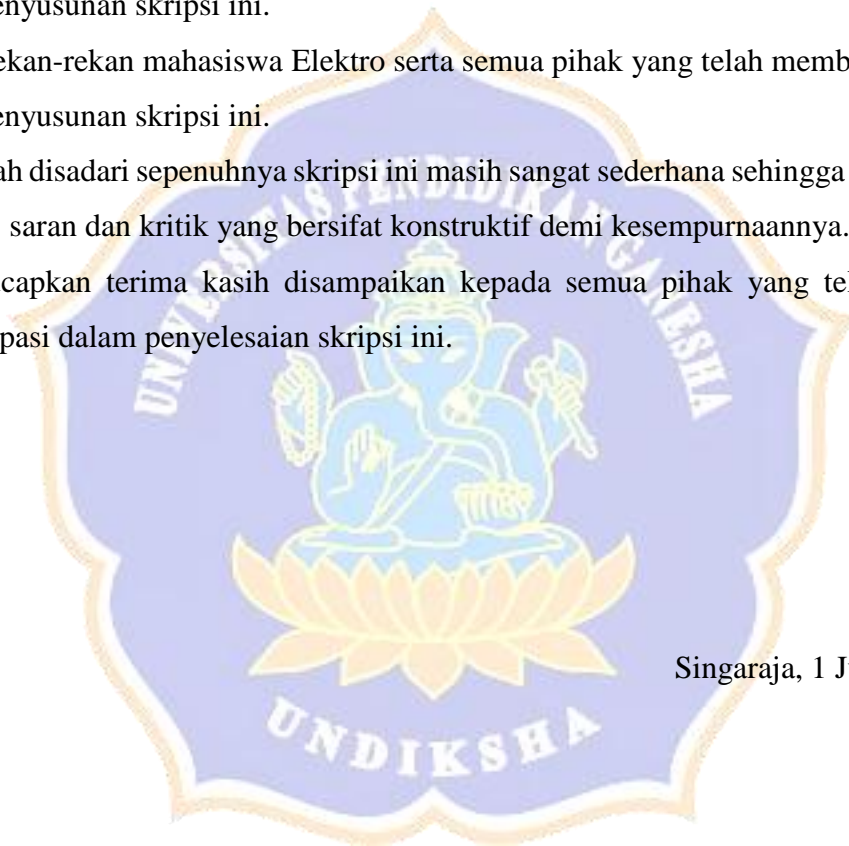 enyusunan skripsi ini.
ekan-rekan mahasiswa Elektro serta semua pihak yang telah memb
enyusunan skripsi ini.
ah disadari sepenuhnya skripsi ini masih sangat sederhana sehingga
saran dan kritik yang bersifat konstruktif demi kesempurnaannya.
capkan terima kasih disampaikan kepada semua pihak yang tel
pasi dalam penyelesaian skripsi ini.
UNIVERSITAS PENDIDIKAN GANESHA
Singaraja, 1 J
UNDIKSHA